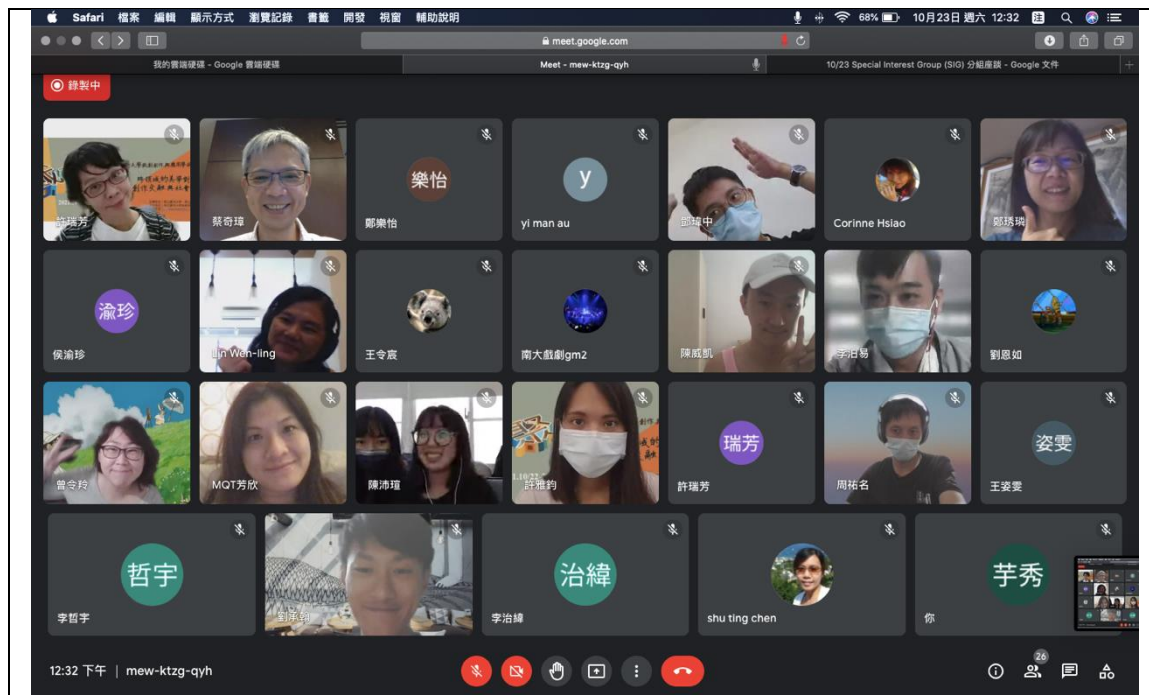 Safari 檔案 編輯 顯示方式 瀏覽記錄 書籤 開發 視窗 輔助說明 68% 10月23日 週六 12:32 注
meet.google.com
我的雲端硬碟 - Google 雲端硬碟 Meet - mew-ktzg-qyh 10/23 Special Interest Group (SIG) 分組座談 - Google 文件
錄製中
樂怡 y
許瑞芳 蔡奇璋 鄭樂怡 yi man au 鄧瑋中 Corinne Hsiao 鄭琇璘
渝珍
侯渝珍 Lin Wen-ling 王令宸 南大戲劇gm2 陳威凱 李泊易 劉恩如
瑞芳 姿雯
曾令羚 MQT芳欣 陳沛瑄 許雅鈞 許瑞芳 周祐名 王姿雯
哲宇 治緯 芋秀
李哲宇 李治緯 shu ting chen 你
26
12:32 下午 | mew-ktzg-qyh